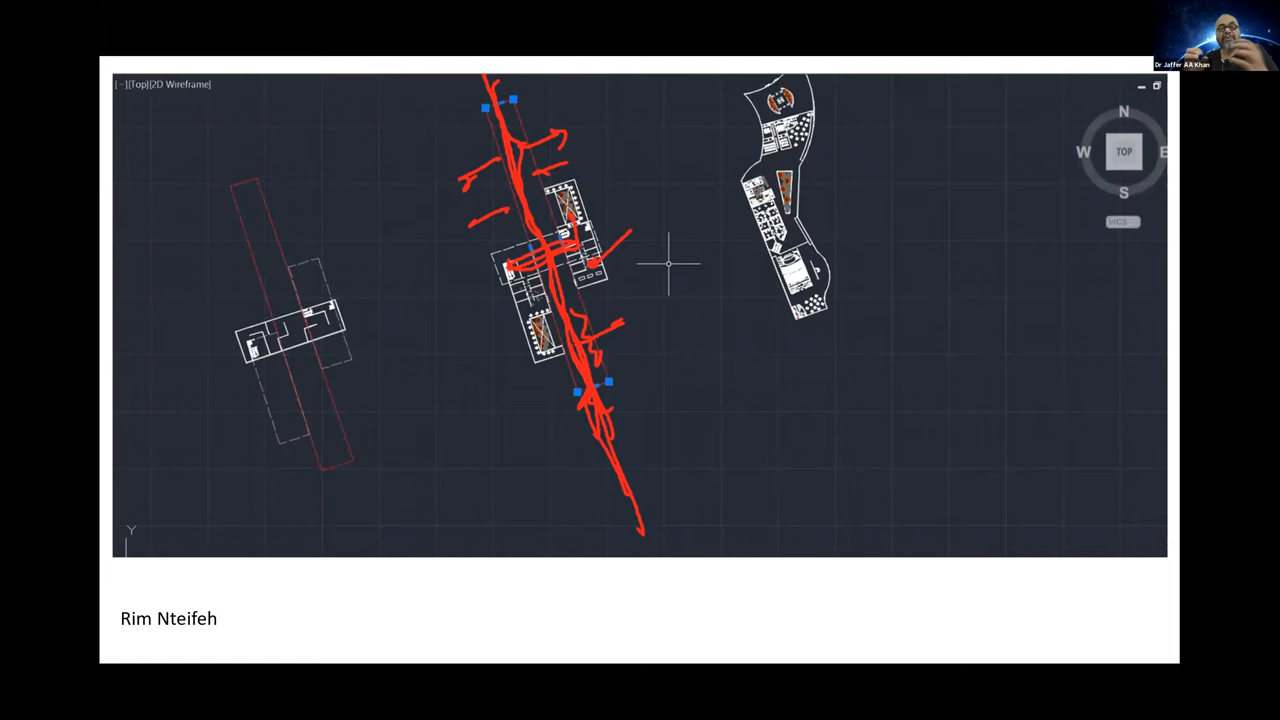 Dr Jaffer AA Khan
[−][Top][2D Wireframe]
N
W
TOP
E
S
WCS
Y
Rim Nteifeh